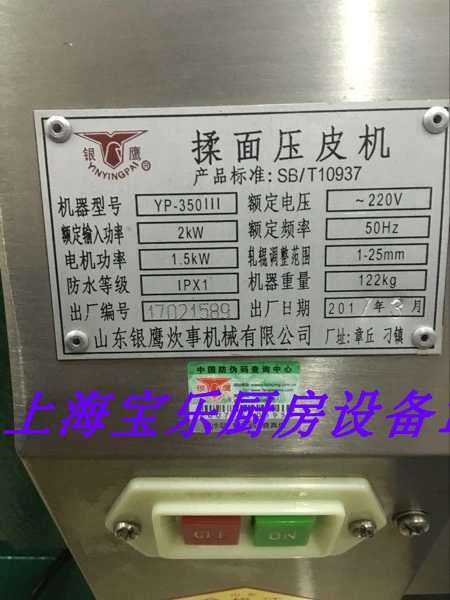 银鹰
YINYINGPAI
揉面压皮机
产品标准: SB/T10937
机器型号 YP-350III 额定电压 ~220V
额定输入功率 2kW 额定频率 50Hz
电机功率 1.5kW 轧辊调整范围 1-25mm
防水等级 IPX1 机器重量 122kg
出厂编号 17021589 出厂日期 201 年 月
山东银鹰炊事机械有限公司 厂址: 章丘 刁镇
中国防伪码查询中心
银鹰
上海宝乐厨房设备
OFF ON